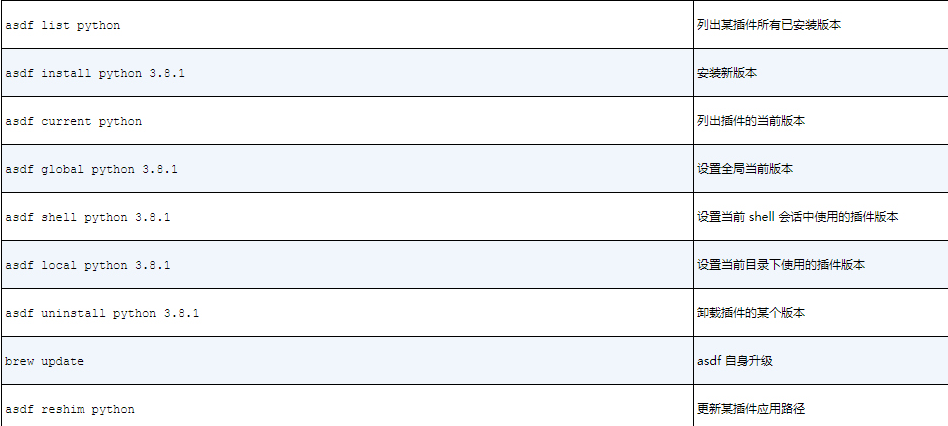 asdf list python 列出某插件所有已安装版本
asdf install python 3.8.1 安装新版本
asdf current python 列出插件的当前版本
asdf global python 3.8.1 设置全局当前版本
asdf shell python 3.8.1 设置当前 shell 会话中使用的插件版本
asdf local python 3.8.1 设置当前目录下使用的插件版本
asdf uninstall python 3.8.1 卸载插件的某个版本
brew update asdf 自身升级
asdf reshim python 更新某插件应用路径